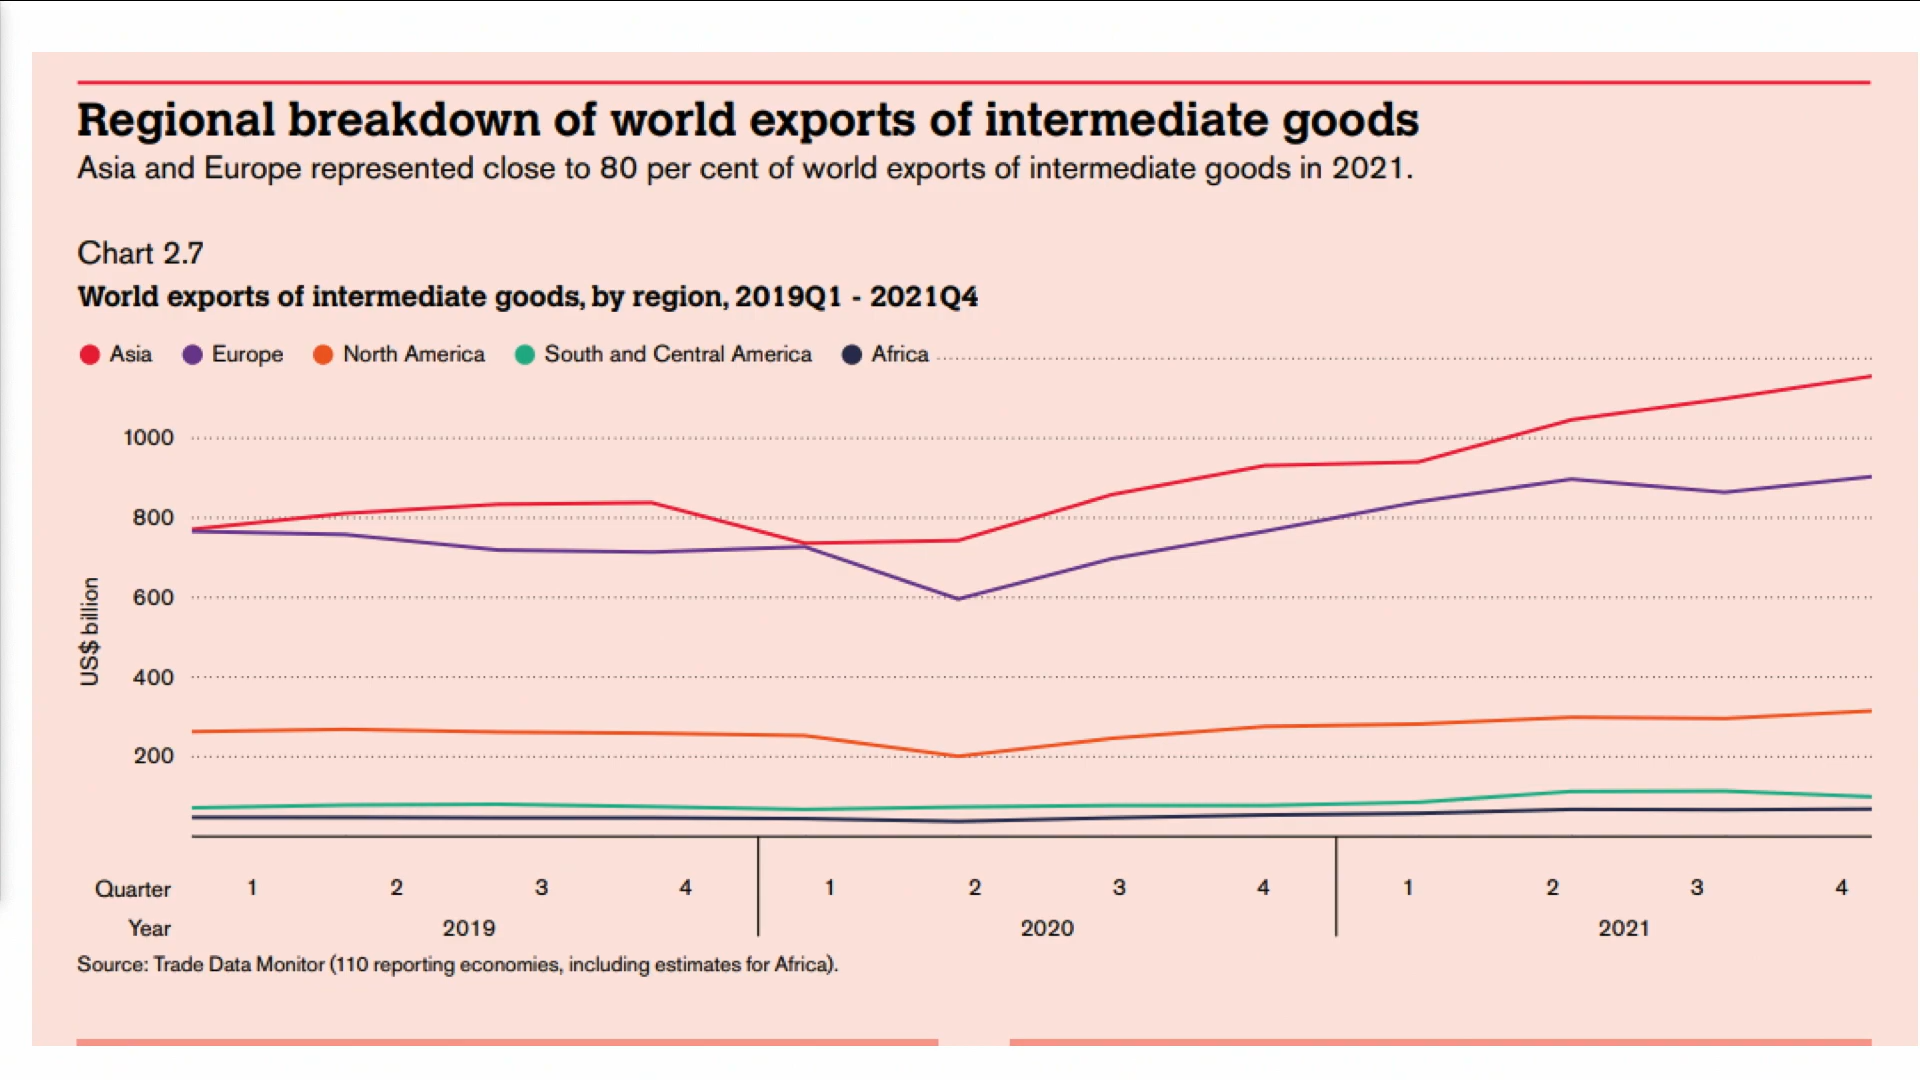 Regional breakdown of world exports of intermediate goods
Asia and Europe represented close to 80 per cent of world exports of intermediate goods in 2021.
Chart 2.7
World exports of intermediate goods, by region, 2019Q1 - 2021Q4
Asia Europe North America South and Central America Africa
1000
800
600
400
200
US$ billion
Quarter 1 2 3 4 1 2 3 4 1 2 3 4
Year 2019 2020 2021
Source: Trade Data Monitor (110 reporting economies, including estimates for Africa).